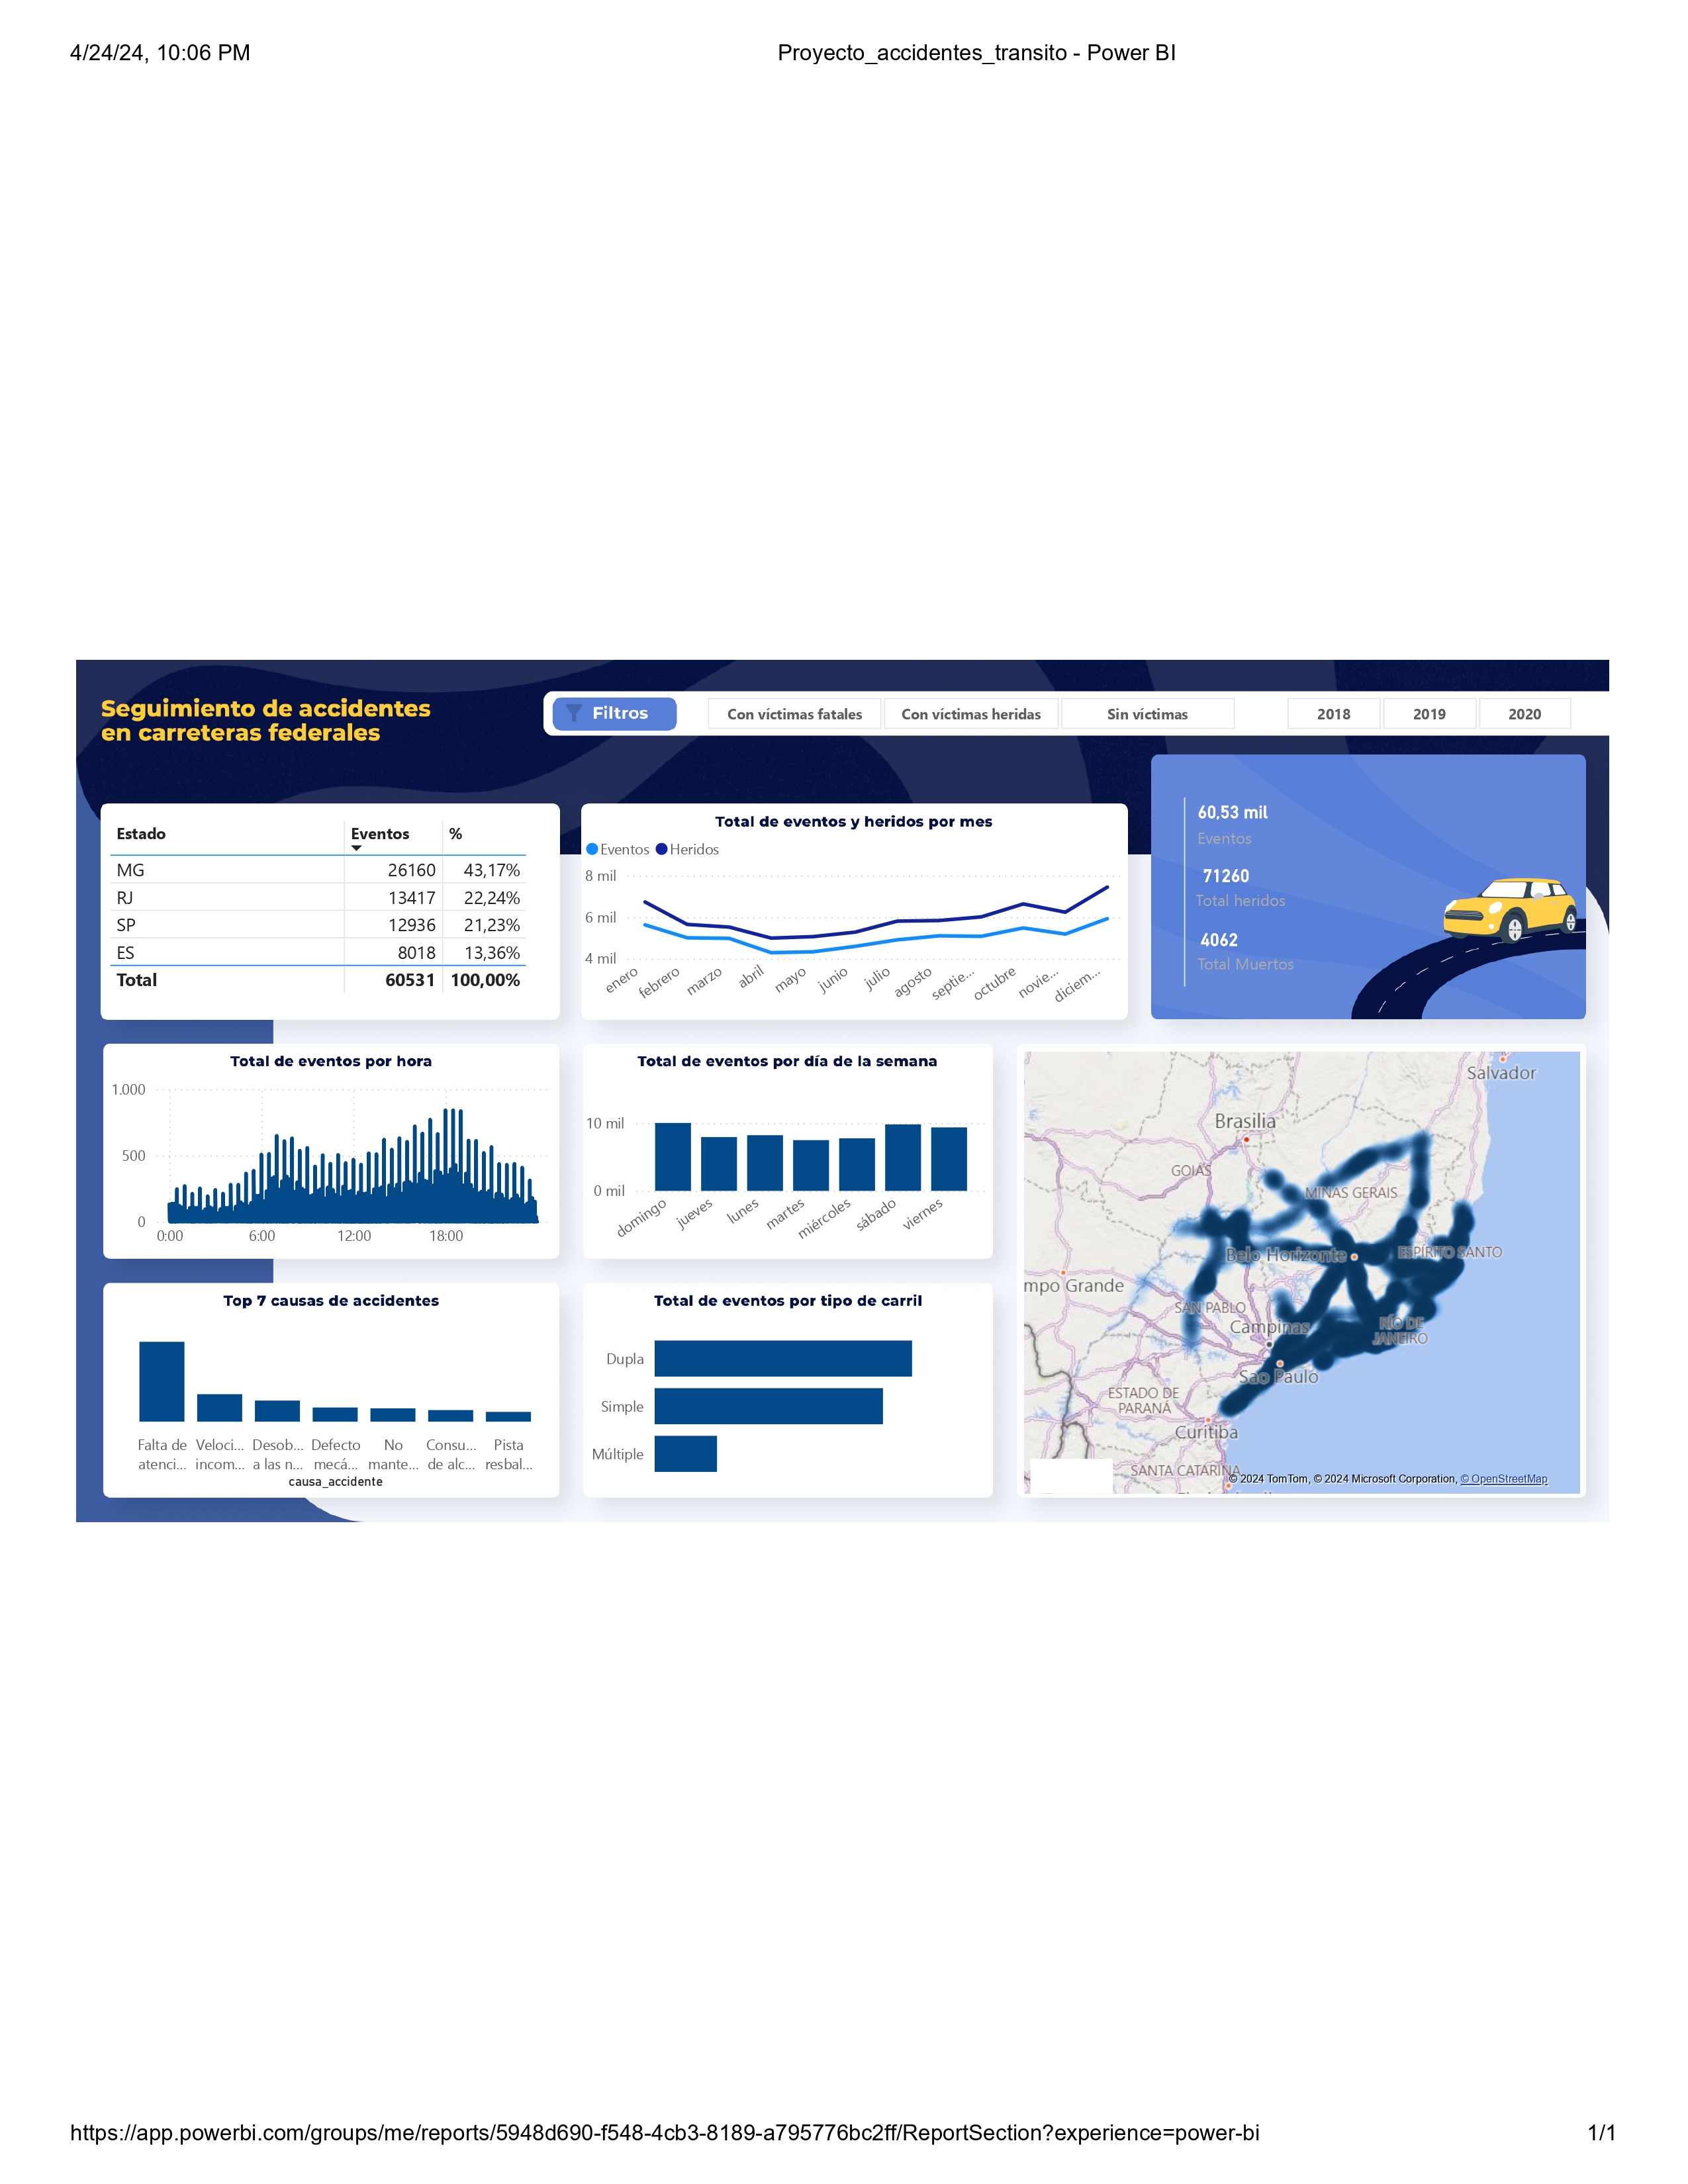 4/24/24, 10:06 PM
Proyecto_accidentes_transito - Power BI
Seguimiento de accidentes
en carreteras federales
Filtros
Con víctimas fatales
Con víctimas heridas
Sin víctimas
2018
2019
2020
Estado Eventos %
MG 26160 43,17%
RJ 13417 22,24%
SP 12936 21,23%
ES 8018 13,36%
Total 60531 100,00%
Total de eventos y heridos por mes
Eventos Heridos
8 mil
6 mil
4 mil
enero febrero marzo abril mayo junio julio agosto septie... octubre novie... diciem...
60,53 mil
Eventos
71260
Total heridos
4062
Total Muertos
Total de eventos por hora
1.000
500
0
0:00 6:00 12:00 18:00
Total de eventos por día de la semana
10 mil
0 mil
domingo jueves lunes martes miércoles sábado viernes
Salvador
Brasilia
GOIÁS
MINAS GERAIS
Belo Horizonte
ESPÍRITO SANTO
mpo Grande
SAN PABLO
Campinas
RÍO DE
JANEIRO
Sao Paulo
ESTADO DE
PARANÁ
Curitiba
SANTA CATARINA
© 2024 TomTom, © 2024 Microsoft Corporation, © OpenStreetMap
Top 7 causas de accidentes
Falta de Veloci... Desob... Defecto No Consu... Pista
atenci... incom... a las n... mecá... mante... de alc... resbal...
causa_accidente
Total de eventos por tipo de carril
Dupla
Simple
Múltiple
https://app.powerbi.com/groups/me/reports/5948d690-f548-4cb3-8189-a795776bc2ff/ReportSection?experience=power-bi
1/1